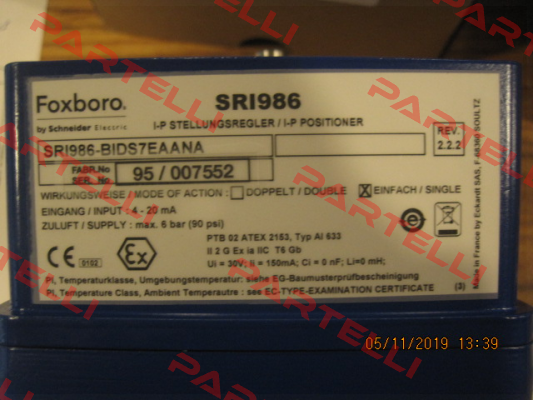 PARTELLI
Foxboro.
by Schneider Electric
SRI986
I-P STELLUNGSREGLER / I-P POSITIONER
SRI986-BIDS7EAANA
REV.
2.2.2
FABR.No
SER. No
95 / 007552
WIRKUNGSWEISE / MODE OF ACTION : DOPPELT / DOUBLE X EINFACH / SINGLE
EINGANG / INPUT : 4 - 20 mA
ZULUFT / SUPPLY : max. 6 bar (90 psi)
PTB 02 ATEX 2153, Typ AI 633
II 2 G Ex ia IIC T6 Gb
Ui = 30V; Ii = 150mA; Ci = 0 nF; Li=0 mH;
CE 0102
Ex
PI, Temperaturklasse, Umgebungstemperatur: siehe EG-Baumusterprüfbescheinigung
PI, Temperature Class, Ambient Temperautre : see EC-TYPE-EXAMINATION CERTIFICATE (3)
Made in France by Eckardt SAS, F 68360 SOULTZ
05/11/2019 13:39